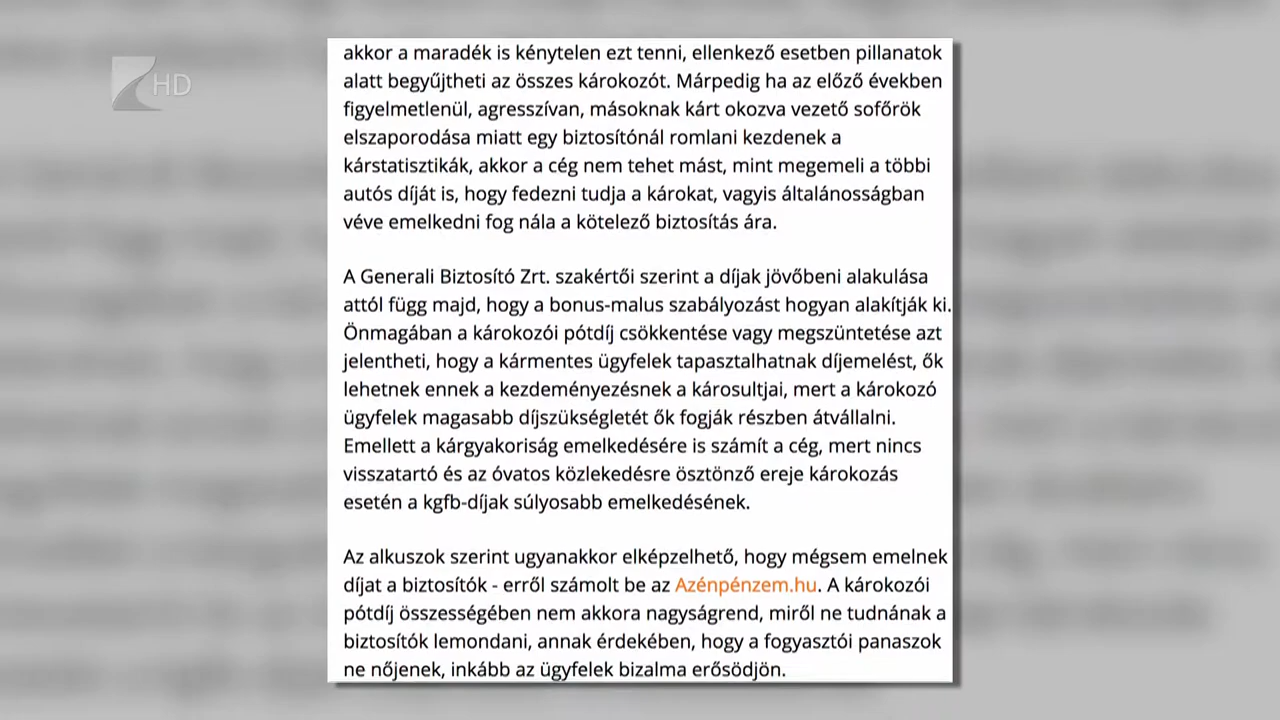 HD
akkor a maradék is kénytelen ezt tenni, ellenkező esetben pillanatok
alatt begyűjtheti az összes károkozót. Márpedig ha az előző években
figyelmetlenül, agresszívan, másoknak kárt okozva vezető sofőrök
elszaporodása miatt egy biztosítónál romlani kezdenek a
kárstatisztikák, akkor a cég nem tehet mást, mint megemeli a többi
autós díját is, hogy fedezni tudja a károkat, vagyis általánosságban
véve emelkedni fog nála a kötelező biztosítás ára.
A Generali Biztosító Zrt. szakértői szerint a díjak jövőbeni alakulása
attól függ majd, hogy a bonus-malus szabályozást hogyan alakítják ki.
Önmagában a károkozói pótdíj csökkentése vagy megszüntetése azt
jelentheti, hogy a kármentes ügyfelek tapasztalhatnak díjemelést, ők
lehetnek ennek a kezdeményezésnek a károsultjai, mert a károkozó
ügyfelek magasabb díjszükségletét ők fogják részben átvállalni.
Emellett a kárgyakoriság emelkedésére is számít a cég, mert nincs
visszatartó és az óvatos közlekedésre ösztönző ereje károkozás
esetén a kgfb-díjak súlyosabb emelkedésének.
Az alkuszok szerint ugyanakkor elképzelhető, hogy mégsem emelnek
díjat a biztosítók - erről számolt be az Azénpénzem.hu. A károkozói
pótdíj összességében nem akkora nagyságrend, miről ne tudnának a
biztosítók lemondani, annak érdekében, hogy a fogyasztói panaszok
ne nőjenek, inkább az ügyfelek bizalma erősödjön.